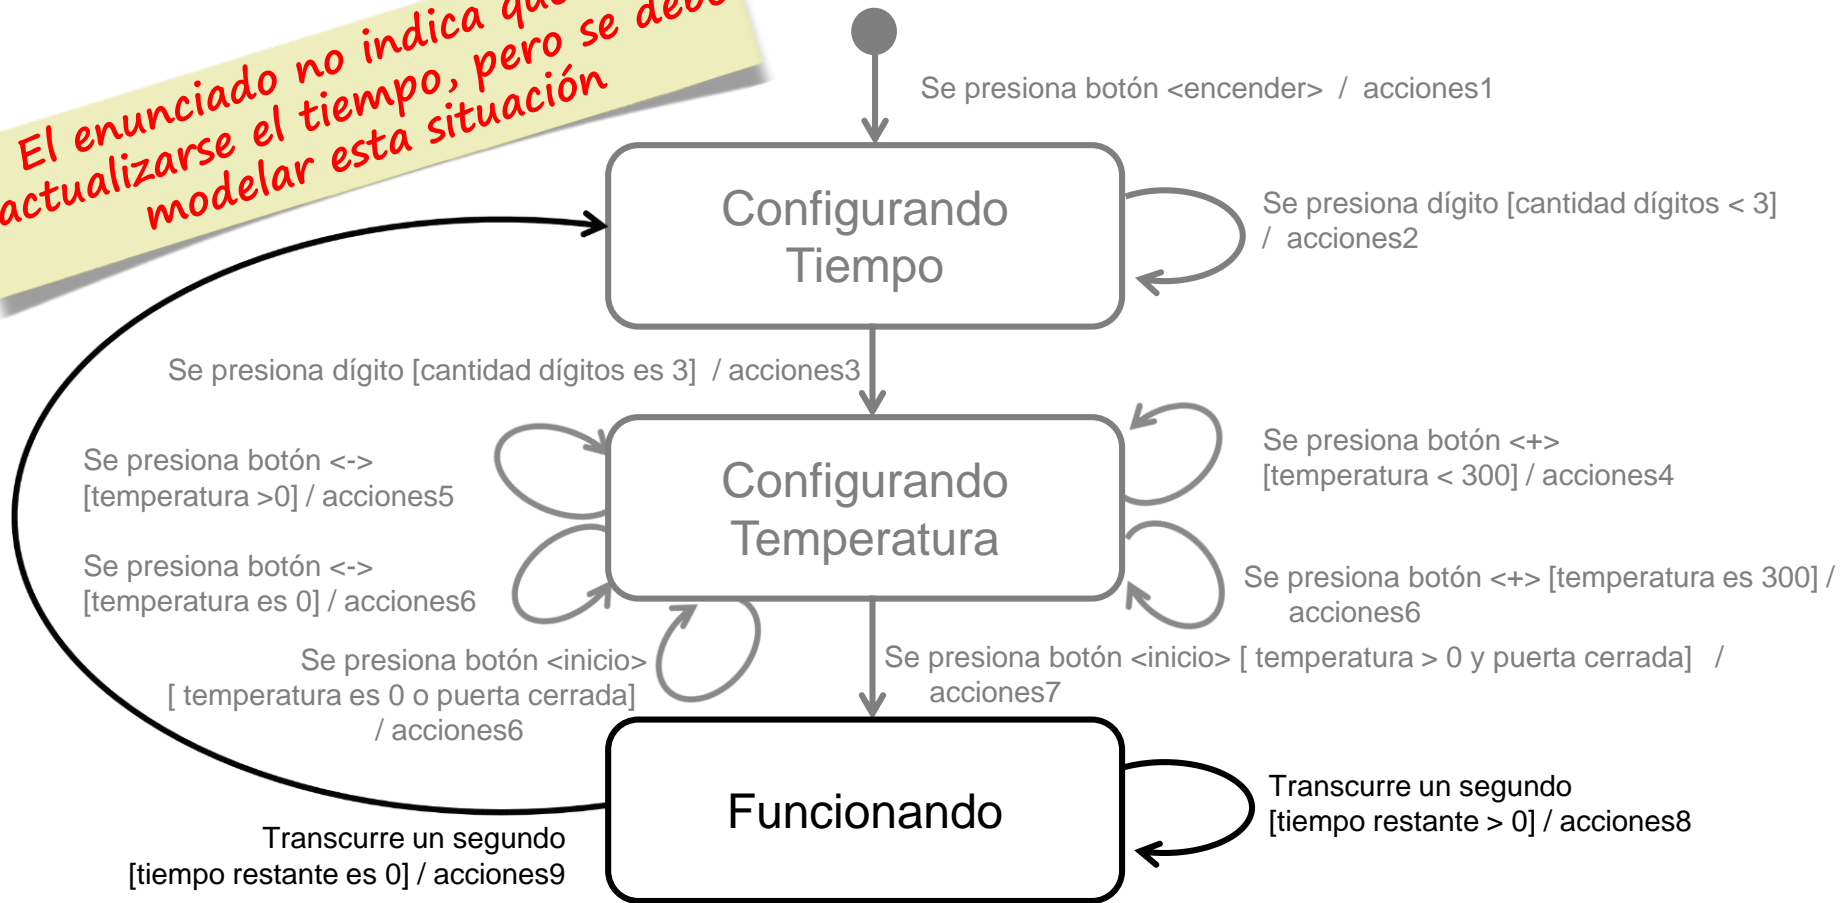 El enunciado no indica que
actualizarse el tiempo, pero se debe
modelar esta situación
Se presiona botón <encender> / acciones1
Configurando
Tiempo
Se presiona dígito [cantidad dígitos < 3]
/ acciones2
Se presiona dígito [cantidad dígitos es 3] / acciones3
Se presiona botón <->
[temperatura >0] / acciones5
Configurando
Temperatura
Se presiona botón <+>
[temperatura < 300] / acciones4
Se presiona botón <->
[temperatura es 0] / acciones6
Se presiona botón <+> [temperatura es 300] /
acciones6
Se presiona botón <inicio>
[ temperatura es 0 o puerta cerrada]
/ acciones6
Se presiona botón <inicio> [ temperatura > 0 y puerta cerrada] /
acciones7
Funcionando
Transcurre un segundo
[tiempo restante > 0] / acciones8
Transcurre un segundo
[tiempo restante es 0] / acciones9